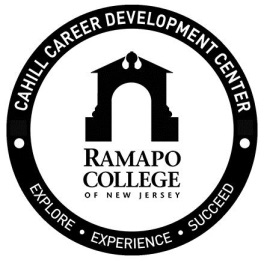 CAHILL CAREER DEVELOPMENT CENTER
RAMAPO
COLLEGE
OF NEW JERSEY
EXPLORE • EXPERIENCE • SUCCEED